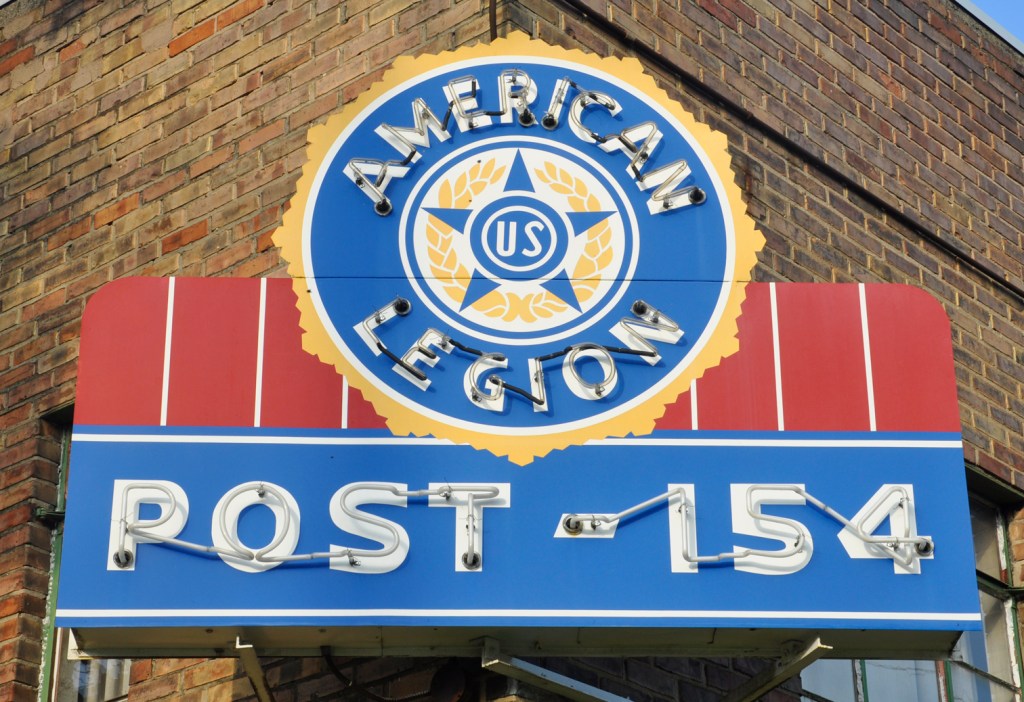 AMERICAN
US
LEGION
POST - 154